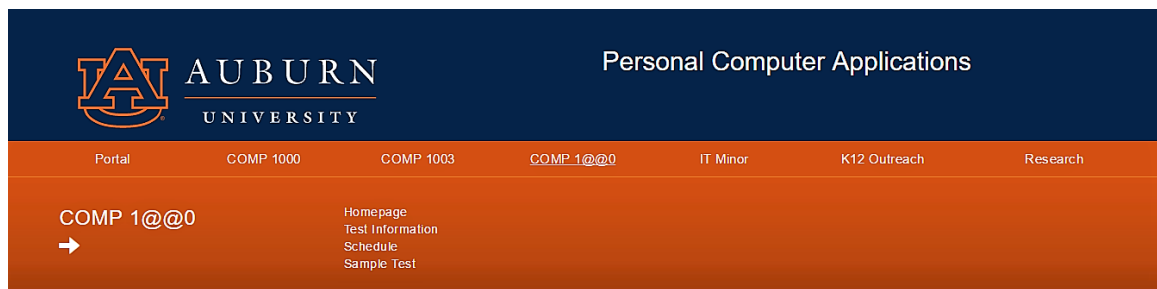 AUBURN
UNIVERSITY
Personal Computer Applications
Portal COMP 1000 COMP 1003 COMP 1@@0 IT Minor K12 Outreach Research
COMP 1@@0
Homepage
Test Information
Schedule
Sample Test